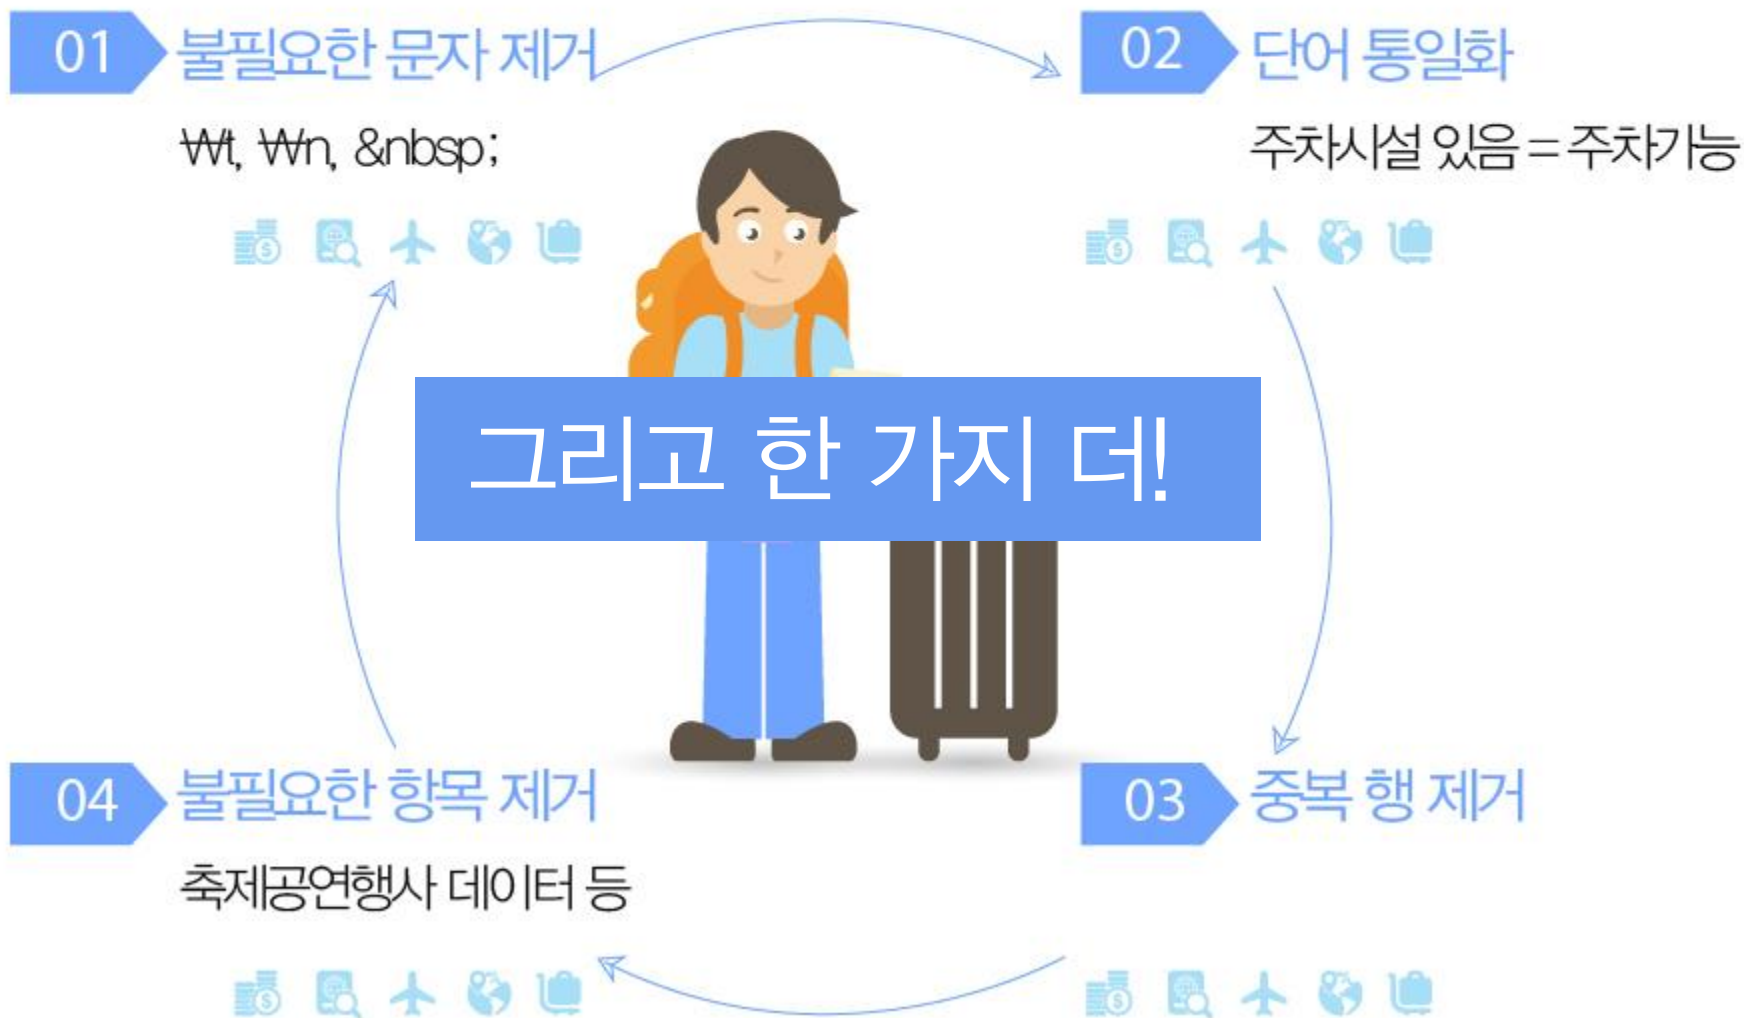 01 불필요한 문자 제거
₩t, ₩n, &nbsp;
02 단어 통일화
주차시설 있음 = 주차가능
그리고 한 가지 더!
03 중복 행 제거
04 불필요한 항목 제거
축제공연행사 데이터 등